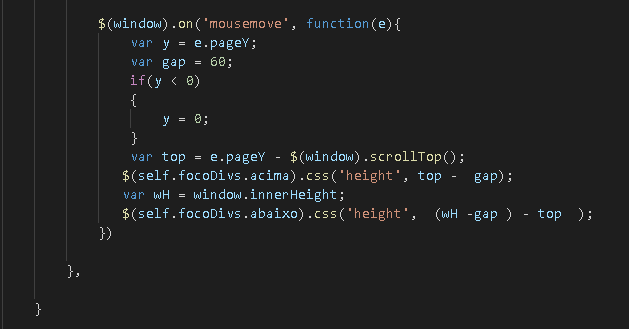 $(window).on('mousemove', function(e){
var y = e.pageY;
var gap = 60;
if(y < 0)
{
y = 0;
}
var top = e.pageY - $(window).scrollTop();
$(self.focoDivs.acima).css('height', top -  gap);
var wH = window.innerHeight;
$(self.focoDivs.abaixo).css('height',  (wH -gap ) - top  );
})
},
}